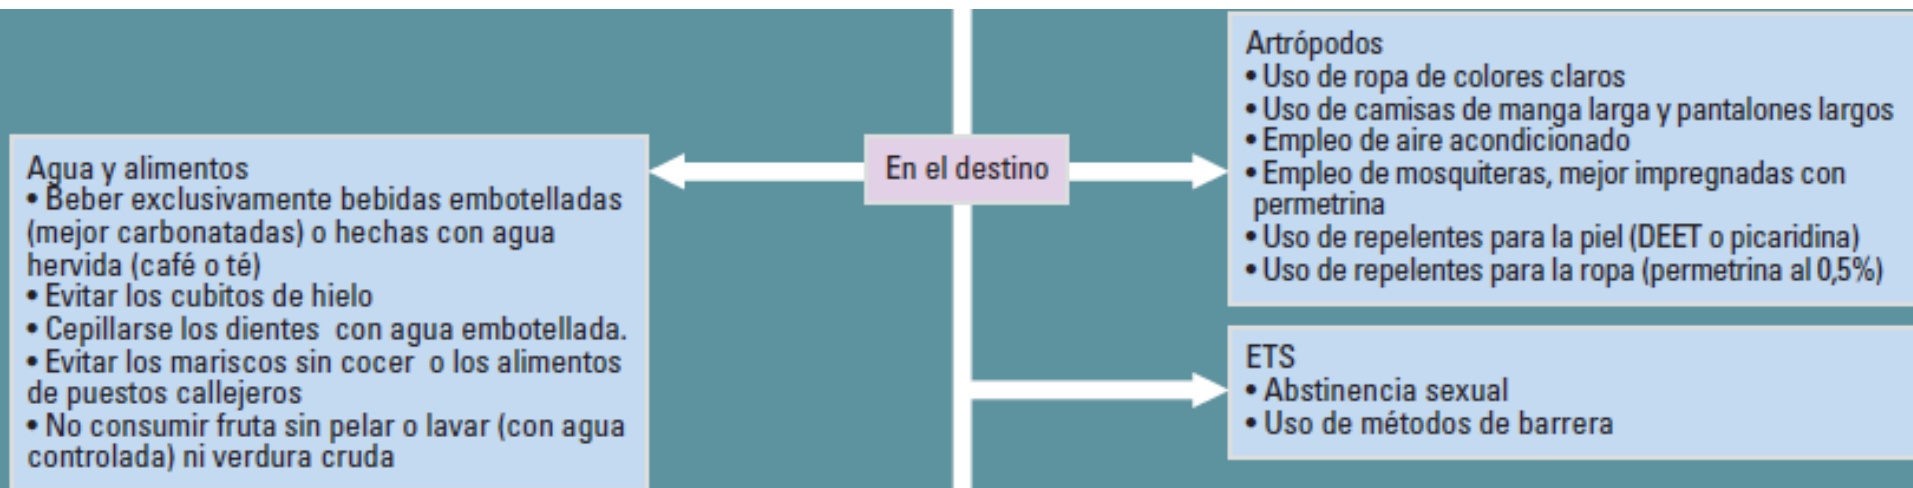 Agua y alimentos
• Beber exclusivamente bebidas embotelladas
(mejor carbonatadas) o hechas con agua
hervida (café o té)
• Evitar los cubitos de hielo
• Cepillarse los dientes con agua embotellada.
• Evitar los mariscos sin cocer o los alimentos
de puestos callejeros
• No consumir fruta sin pelar o lavar (con agua
controlada) ni verdura cruda
En el destino
Artrópodos
• Uso de ropa de colores claros
• Uso de camisas de manga larga y pantalones largos
• Empleo de aire acondicionado
• Empleo de mosquiteras, mejor impregnadas con
permetrina
• Uso de repelentes para la piel (DEET o picaridina)
• Uso de repelentes para la ropa (permetrina al 0,5%)
ETS
• Abstinencia sexual
• Uso de métodos de barrera